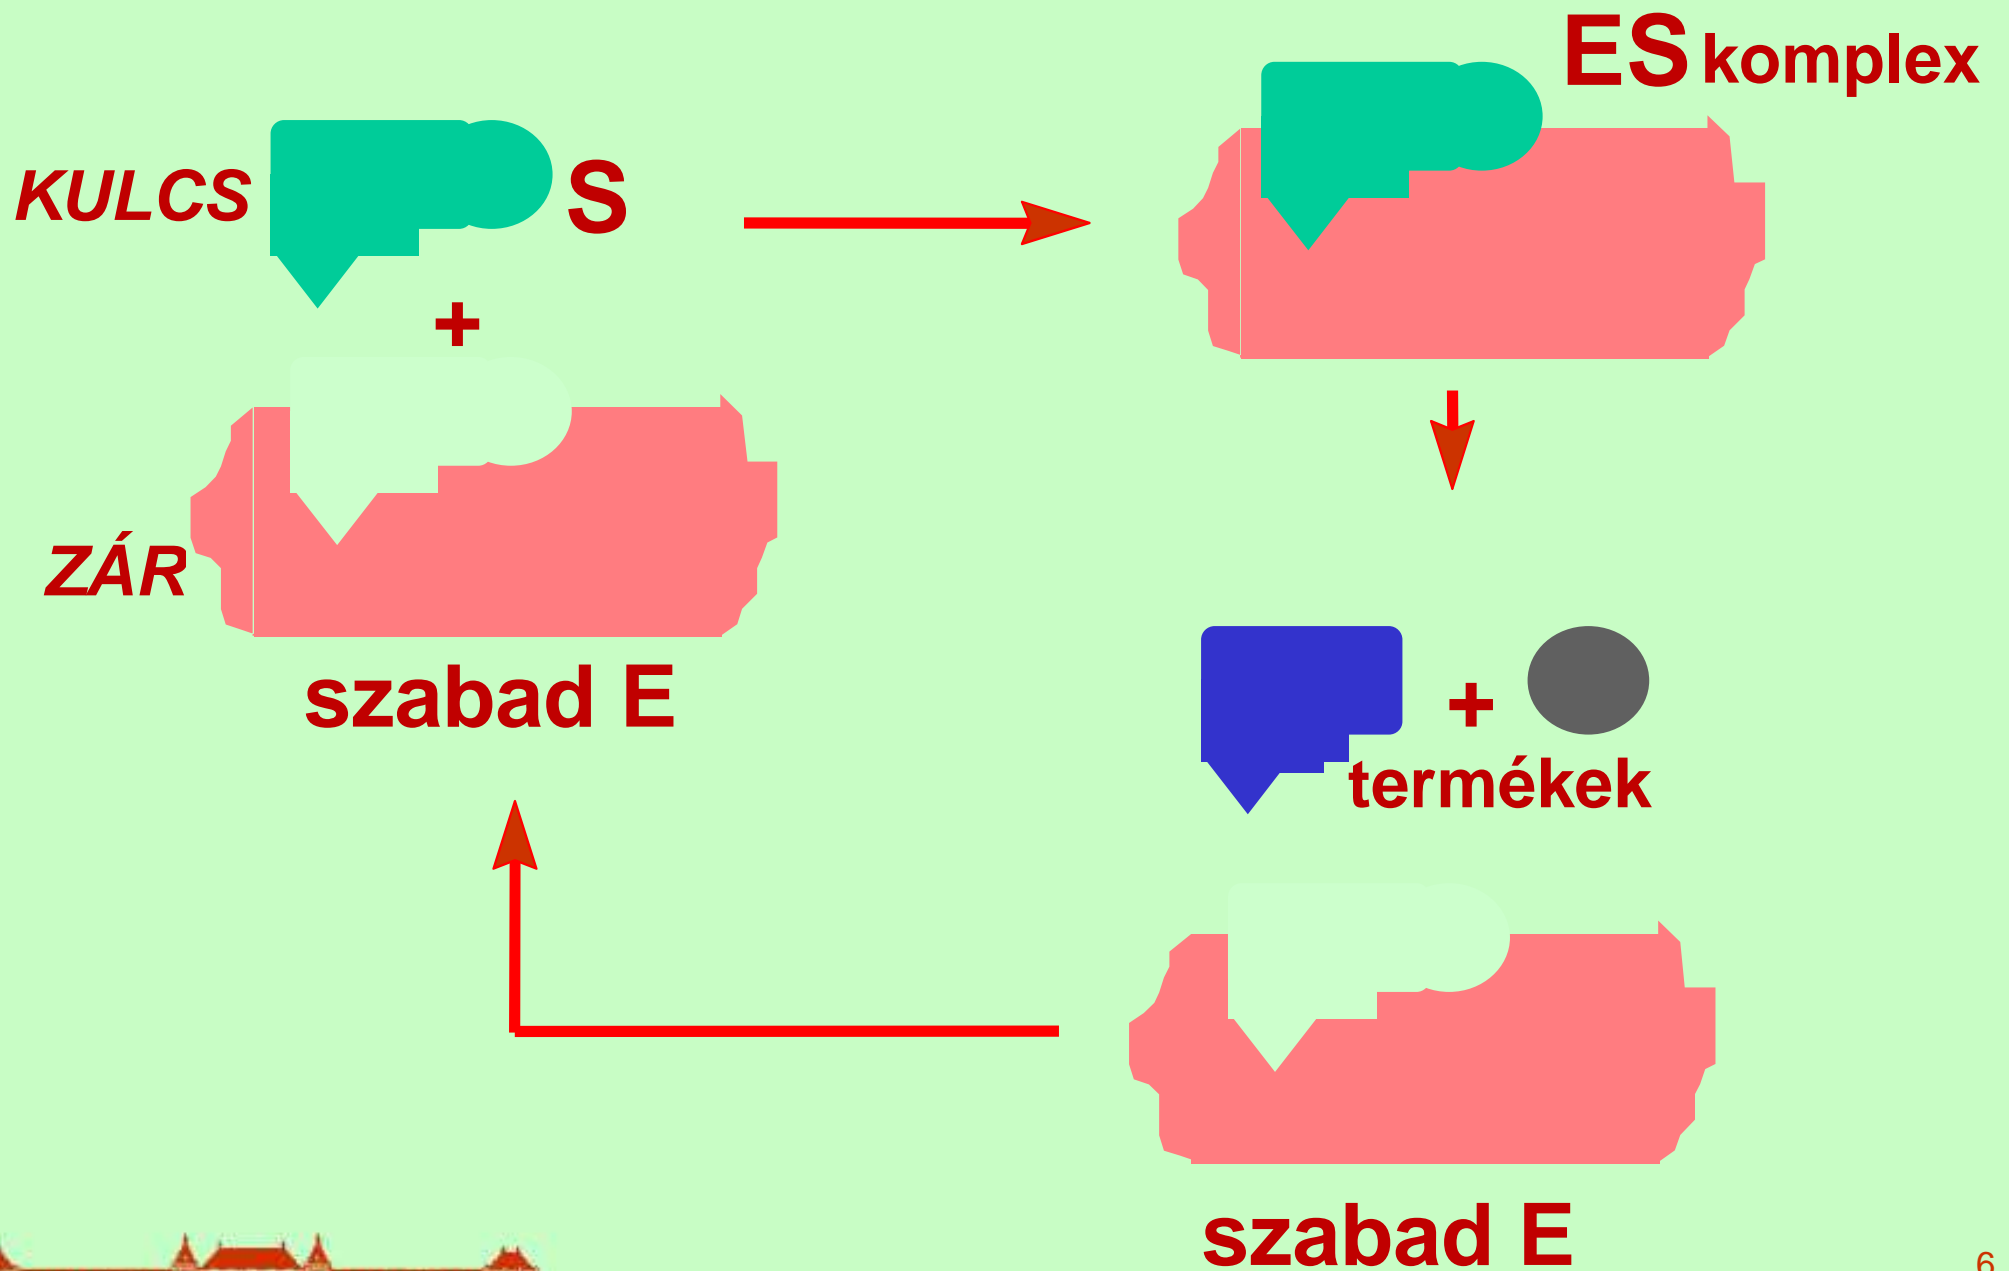 ES komplex
KULCS S
+
ZÁR
szabad E
+
termékek
szabad E
6